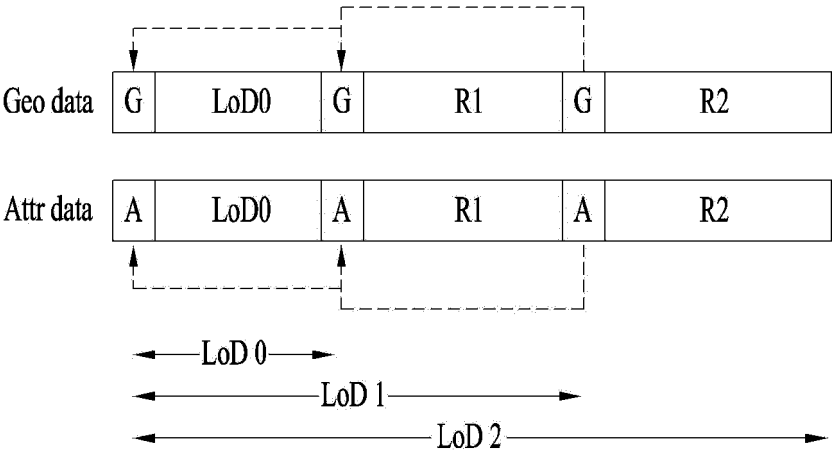 Geo data G LoD0 G R1 G R2
Attr data A LoD0 A R1 A R2
LoD 0
LoD 1
LoD 2